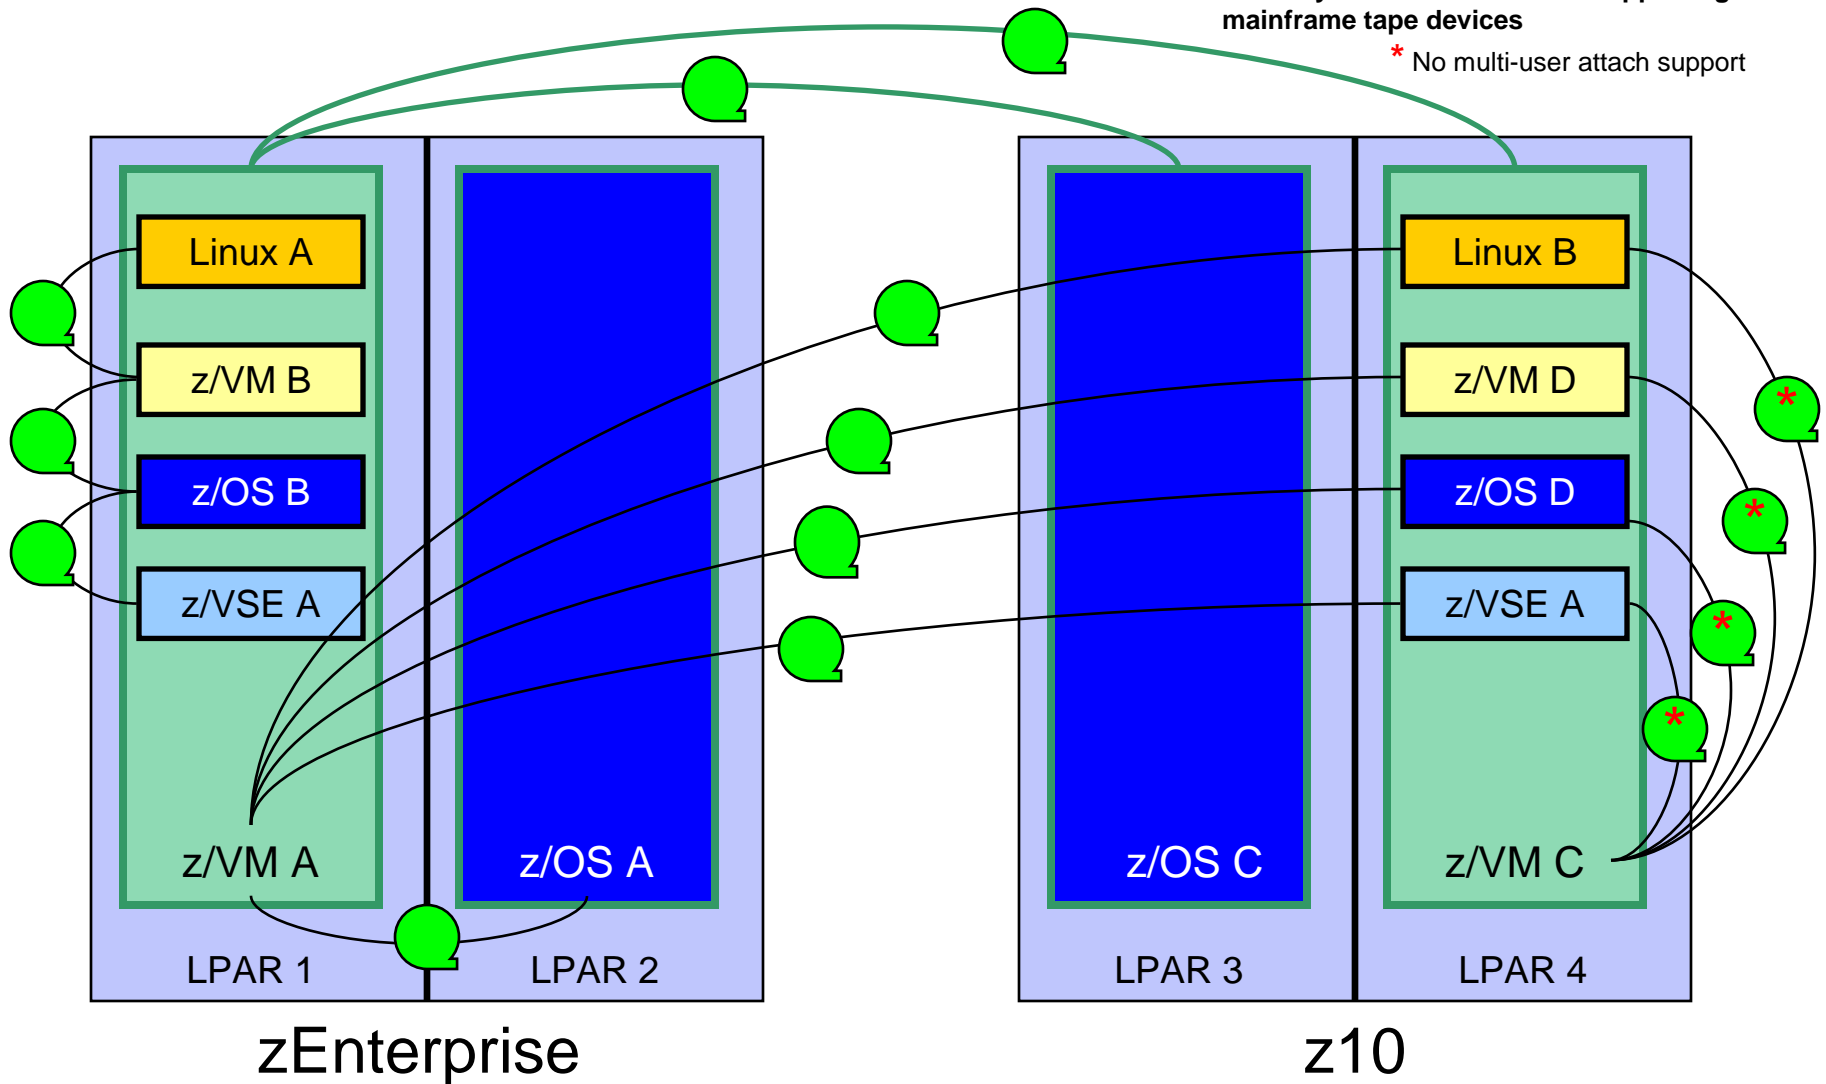 mainframe tape devices
* No multi-user attach support
Linux A
z/VM B
z/OS B
z/VSE A
z/VM A
LPAR 1
z/OS A
LPAR 2
zEnterprise
z/OS C
LPAR 3
Linux B
z/VM D
z/OS D
z/VSE A
z/VM C
LPAR 4
z10
*
*
*
*